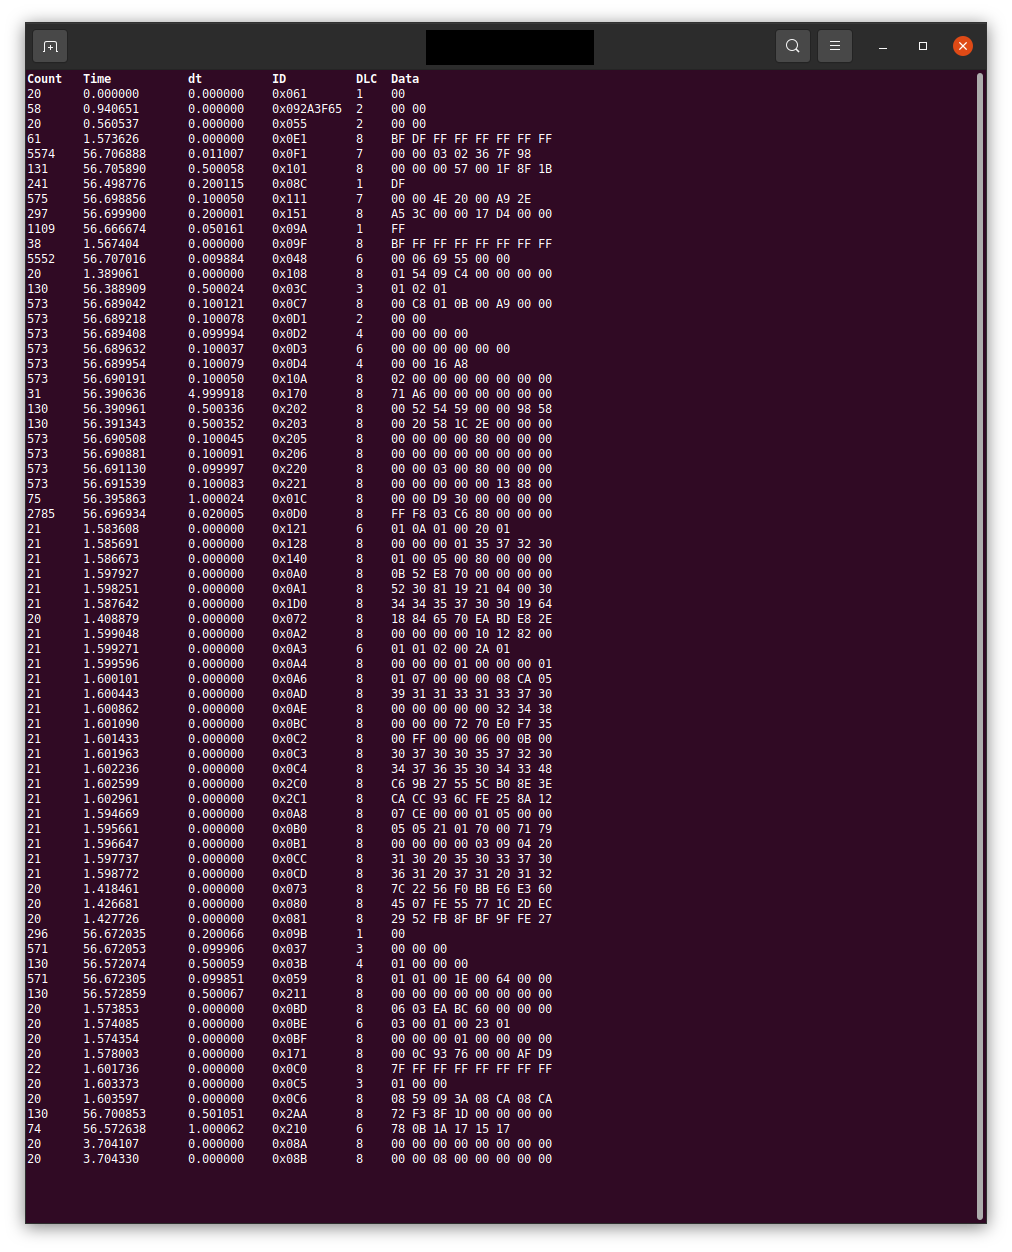 Count Time dt ID DLC Data
20 0.000000 0.000000 0x061 1 00
58 0.940651 0.000000 0x092A3F65 2 00 00
20 0.560537 0.000000 0x055 2 00 00
61 1.573626 0.000000 0x0E1 8 BF DF FF FF FF FF FF FF
5574 56.706888 0.011007 0x0F1 7 00 00 03 02 36 7F 98
131 56.705890 0.500058 0x101 8 00 00 00 57 00 1F 8F 1B
241 56.498776 0.200115 0x08C 1 DF
575 56.698856 0.100050 0x111 7 00 00 4E 20 00 A9 2E
297 56.699900 0.200001 0x151 8 A5 3C 00 00 17 D4 00 00
1109 56.666674 0.050161 0x09A 1 FF
38 1.567404 0.000000 0x09F 8 BF FF FF FF FF FF FF FF
5552 56.707016 0.009884 0x048 6 00 06 69 55 00 00
20 1.389061 0.000000 0x108 8 01 54 09 C4 00 00 00 00
130 56.388909 0.500024 0x03C 3 01 02 01
573 56.689042 0.100121 0x0C7 8 00 C8 01 0B 00 A9 00 00
573 56.689218 0.100078 0x0D1 2 00 00
573 56.689408 0.099994 0x0D2 4 00 00 00 00
573 56.689632 0.100037 0x0D3 6 00 00 00 00 00 00
573 56.689954 0.100079 0x0D4 4 00 00 16 A8
573 56.690191 0.100050 0x10A 8 02 00 00 00 00 00 00 00
31 56.390636 4.999918 0x170 8 71 A6 00 00 00 00 00 00
130 56.390961 0.500336 0x202 8 00 52 54 59 00 00 98 58
130 56.391343 0.500352 0x203 8 00 20 58 1C 2E 00 00 00
573 56.690508 0.100045 0x205 8 00 00 00 00 80 00 00 00
573 56.690881 0.100091 0x206 8 00 00 00 00 00 00 00 00
573 56.691130 0.099997 0x220 8 00 00 03 00 80 00 00 00
573 56.691539 0.100083 0x221 8 00 00 00 00 00 13 88 00
75 56.395863 1.000024 0x01C 8 00 00 D9 30 00 00 00 00
2785 56.696934 0.020005 0x0D0 8 FF F8 03 C6 80 00 00 00
21 1.583608 0.000000 0x121 6 01 0A 01 00 20 01
21 1.585691 0.000000 0x128 8 00 00 00 01 35 37 32 30
21 1.586673 0.000000 0x140 8 01 00 05 00 80 00 00 00
21 1.597927 0.000000 0x0A0 8 0B 52 E8 70 00 00 00 00
21 1.598251 0.000000 0x0A1 8 52 30 81 19 21 04 00 30
21 1.587642 0.000000 0x1D0 8 34 34 35 37 30 30 19 64
20 1.408879 0.000000 0x072 8 18 84 65 70 EA BD E8 2E
21 1.599048 0.000000 0x0A2 8 00 00 00 00 10 12 82 00
21 1.599271 0.000000 0x0A3 6 01 01 02 00 2A 01
21 1.599596 0.000000 0x0A4 8 00 00 00 01 00 00 00 01
21 1.600101 0.000000 0x0A6 8 01 07 00 00 00 08 CA 05
21 1.600443 0.000000 0x0AD 8 39 31 31 33 31 33 37 30
21 1.600862 0.000000 0x0AE 8 00 00 00 00 00 32 34 38
21 1.601090 0.000000 0x0BC 8 00 00 00 72 70 E0 F7 35
21 1.601433 0.000000 0x0C2 8 00 FF 00 00 06 00 0B 00
21 1.601963 0.000000 0x0C3 8 30 37 30 30 35 37 32 30
21 1.602236 0.000000 0x0C4 8 34 37 36 35 30 34 33 48
21 1.602599 0.000000 0x2C0 8 C6 9B 27 55 5C B0 8E 3E
21 1.602961 0.000000 0x2C1 8 CA CC 93 6C FE 25 8A 12
21 1.594669 0.000000 0x0A8 8 07 CE 00 00 01 05 00 00
21 1.595661 0.000000 0x0B0 8 05 05 21 01 70 00 71 79
21 1.596647 0.000000 0x0B1 8 00 00 00 00 03 09 04 20
21 1.597737 0.000000 0x0CC 8 31 30 20 35 30 33 37 30
21 1.598772 0.000000 0x0CD 8 36 31 20 37 31 20 31 32
20 1.418461 0.000000 0x073 8 7C 22 56 F0 BB E6 E3 60
20 1.426681 0.000000 0x080 8 45 07 FE 55 77 1C 2D EC
20 1.427726 0.000000 0x081 8 29 52 FB 8F BF 9F FE 27
296 56.672035 0.200066 0x09B 1 00
571 56.672053 0.099906 0x037 3 00 00 00
130 56.572074 0.500059 0x03B 4 01 00 00 00
571 56.672305 0.099851 0x059 8 01 01 00 1E 00 64 00 00
130 56.572859 0.500067 0x211 8 00 00 00 00 00 00 00 00
20 1.573853 0.000000 0x0BD 8 06 03 EA BC 60 00 00 00
20 1.574085 0.000000 0x0BE 6 03 00 01 00 23 01
20 1.574354 0.000000 0x0BF 8 00 00 00 01 00 00 00 00
20 1.578003 0.000000 0x171 8 00 0C 93 76 00 00 AF D9
22 1.601736 0.000000 0x0C0 8 7F FF FF FF FF FF FF FF
20 1.603373 0.000000 0x0C5 3 01 00 00
20 1.603597 0.000000 0x0C6 8 08 59 09 3A 08 CA 08 CA
130 56.700853 0.501051 0x2AA 8 72 F3 8F 1D 00 00 00 00
74 56.572638 1.000062 0x210 6 78 0B 1A 17 15 17
20 3.704107 0.000000 0x08A 8 00 00 00 00 00 00 00 00
20 3.704330 0.000000 0x08B 8 00 00 08 00 00 00 00 00